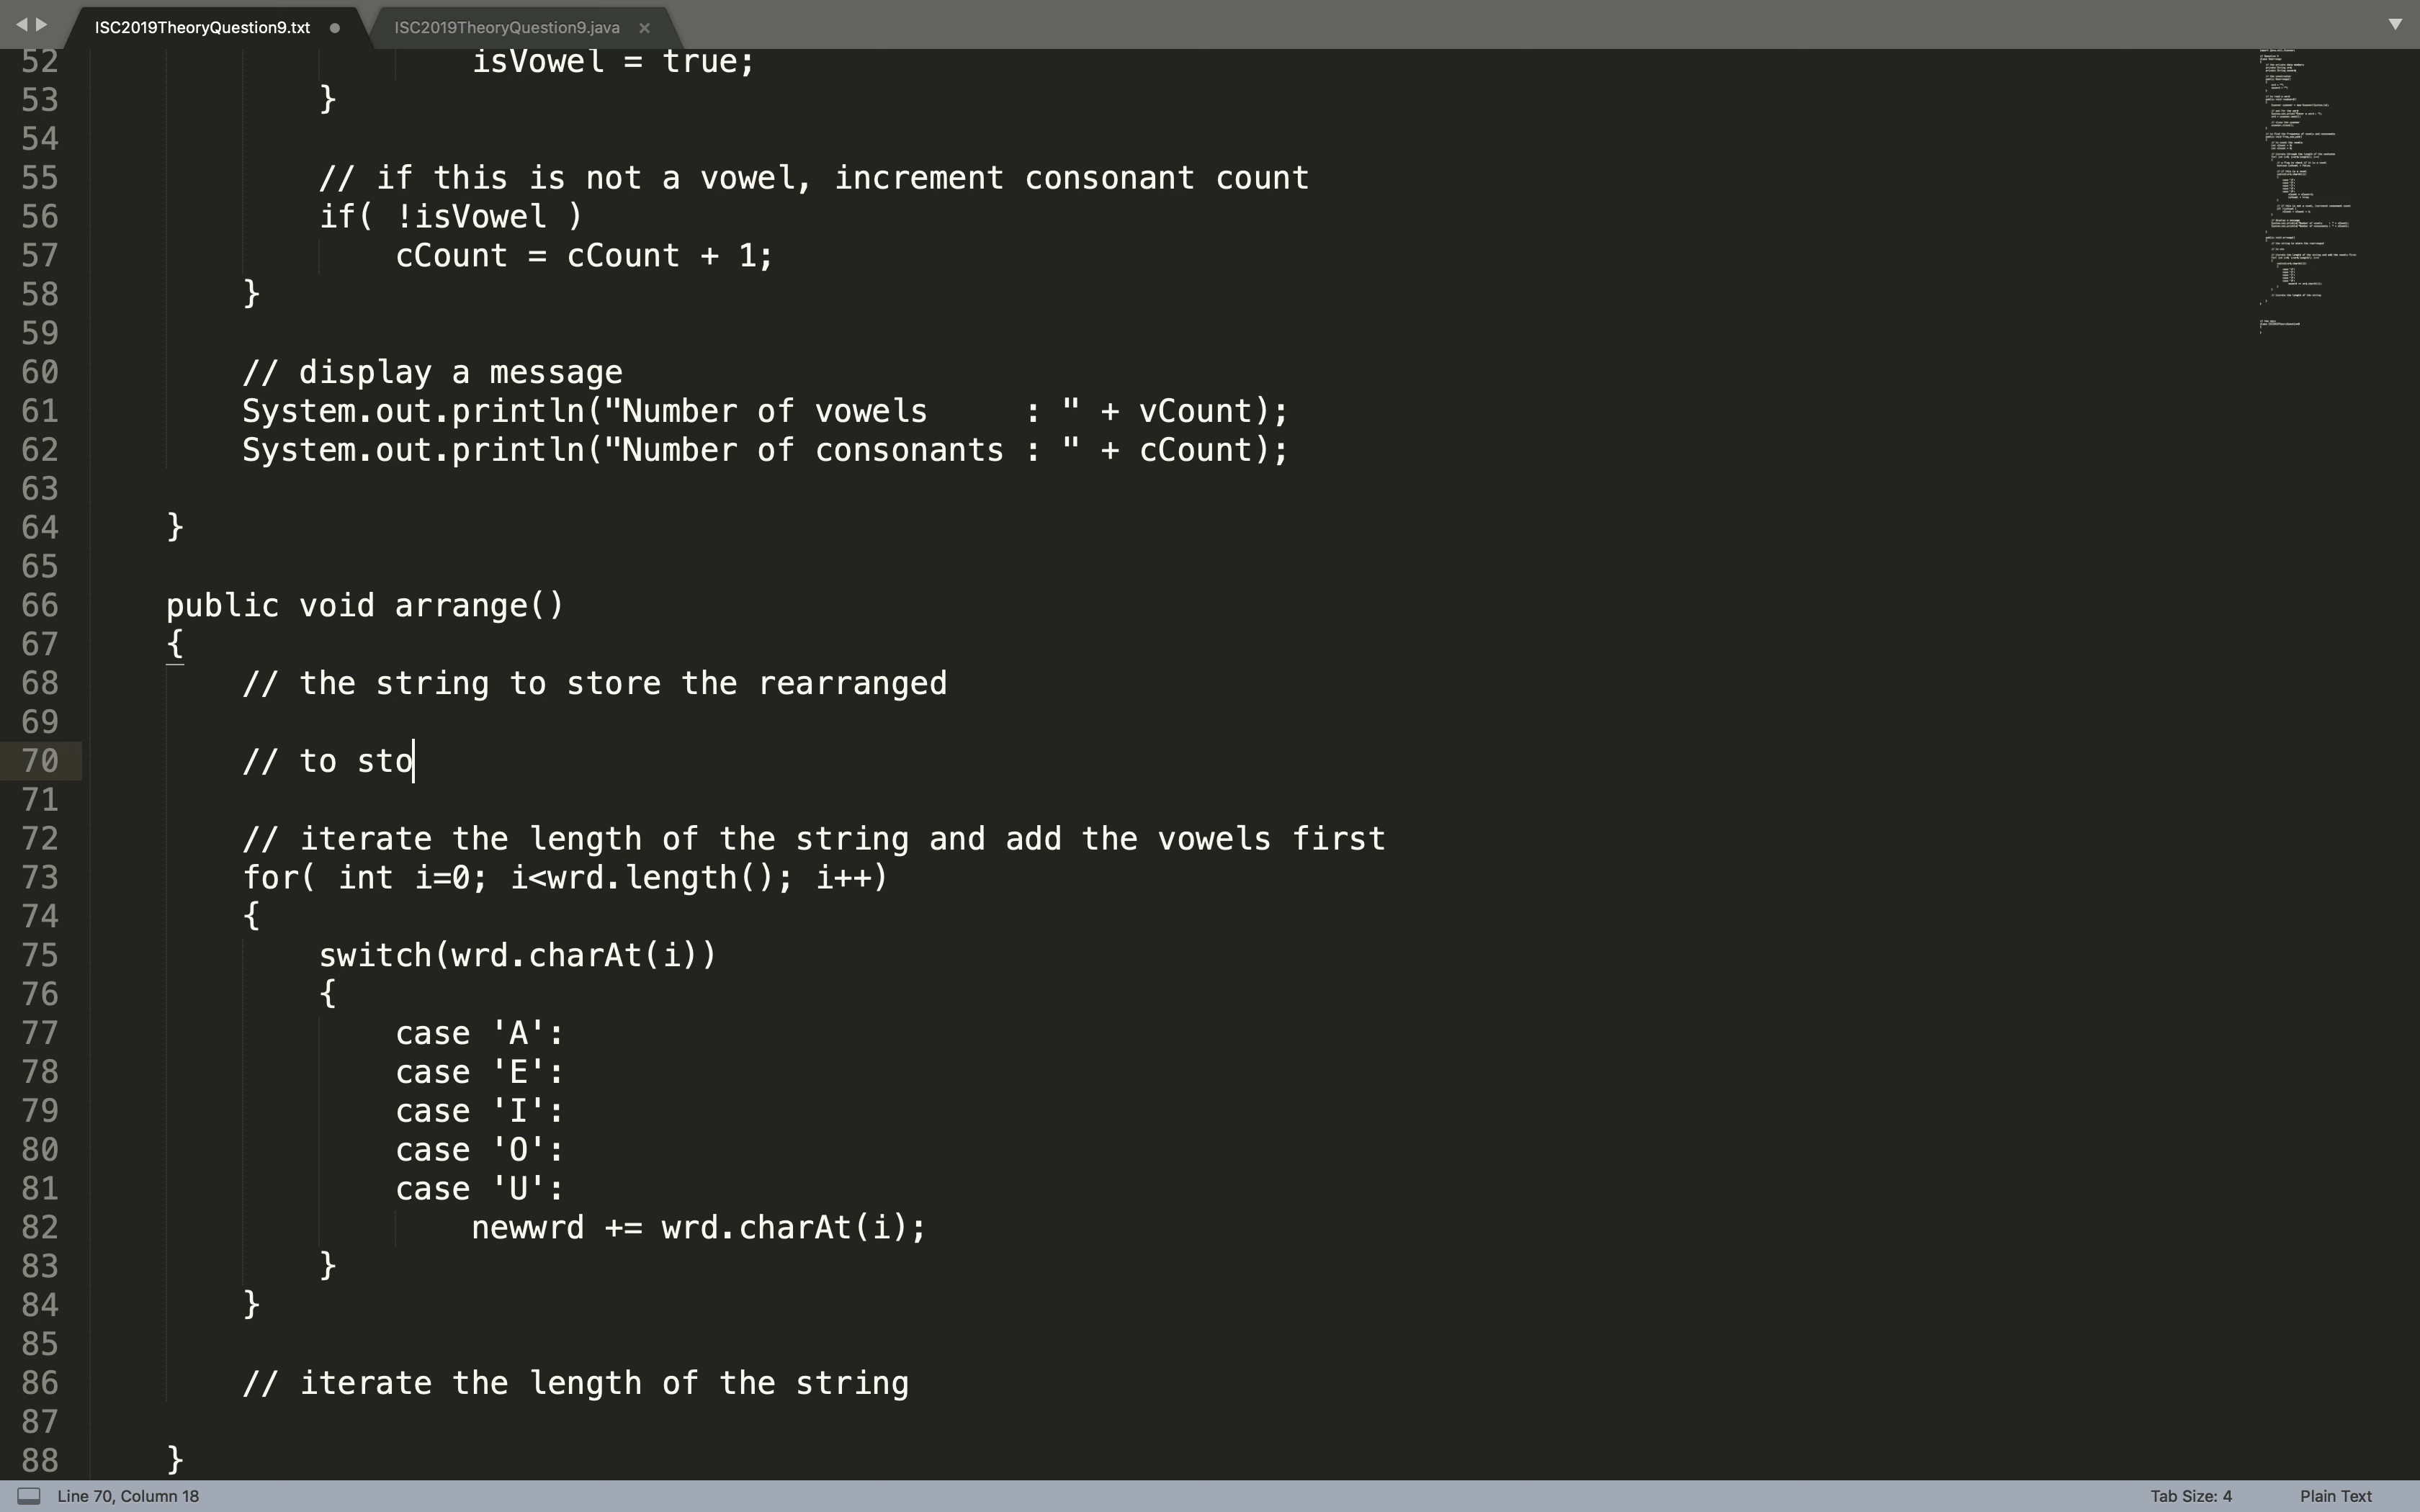 ISC2019TheoryQuestion9.txt
ISC2019TheoryQuestion9.java
52 isVowel = true;
53 }
54
55 // if this is not a vowel, increment consonant count
56 if( !isVowel )
57 cCount = cCount + 1;
58 }
59
60 // display a message
61 System.out.println("Number of vowels     : " + vCount);
62 System.out.println("Number of consonants : " + cCount);
63
64 }
65
66 public void arrange()
67 {
68 // the string to store the rearranged
69
70 // to sto
71
72 // iterate the length of the string and add the vowels first
73 for( int i=0; i<wrd.length(); i++)
74 {
75 switch(wrd.charAt(i))
76 {
77 case 'A':
78 case 'E':
79 case 'I':
80 case 'O':
81 case 'U':
82 newwrd += wrd.charAt(i);
83 }
84 }
85
86 // iterate the length of the string
87
88 }
Line 70, Column 18
Tab Size: 4
Plain Text